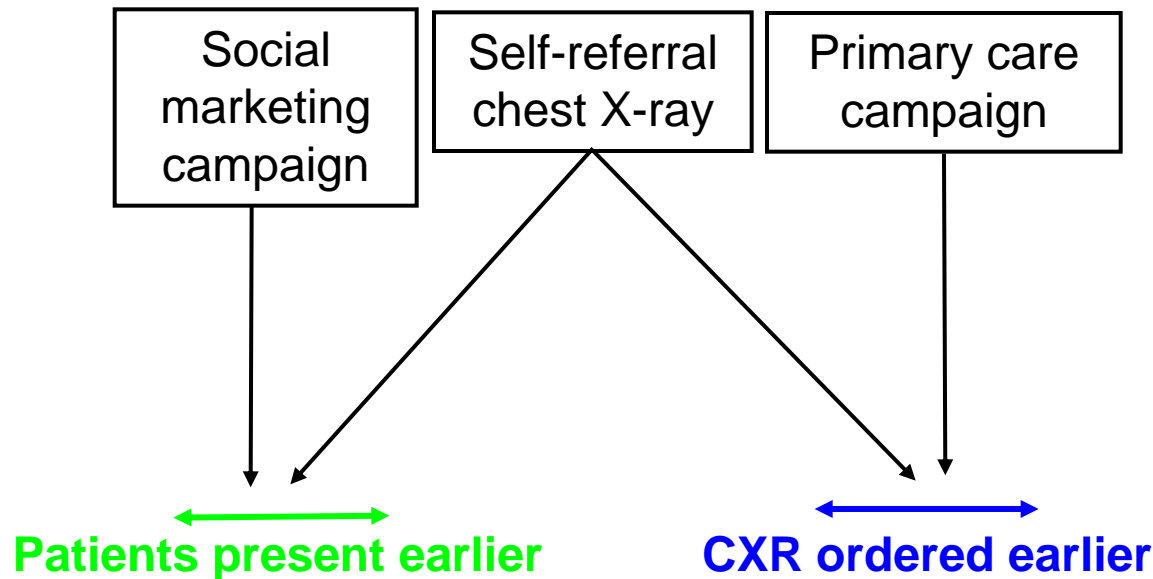 Social
marketing
campaign
Self-referral
chest X-ray
Primary care
campaign
Patients present earlier
CXR ordered earlier